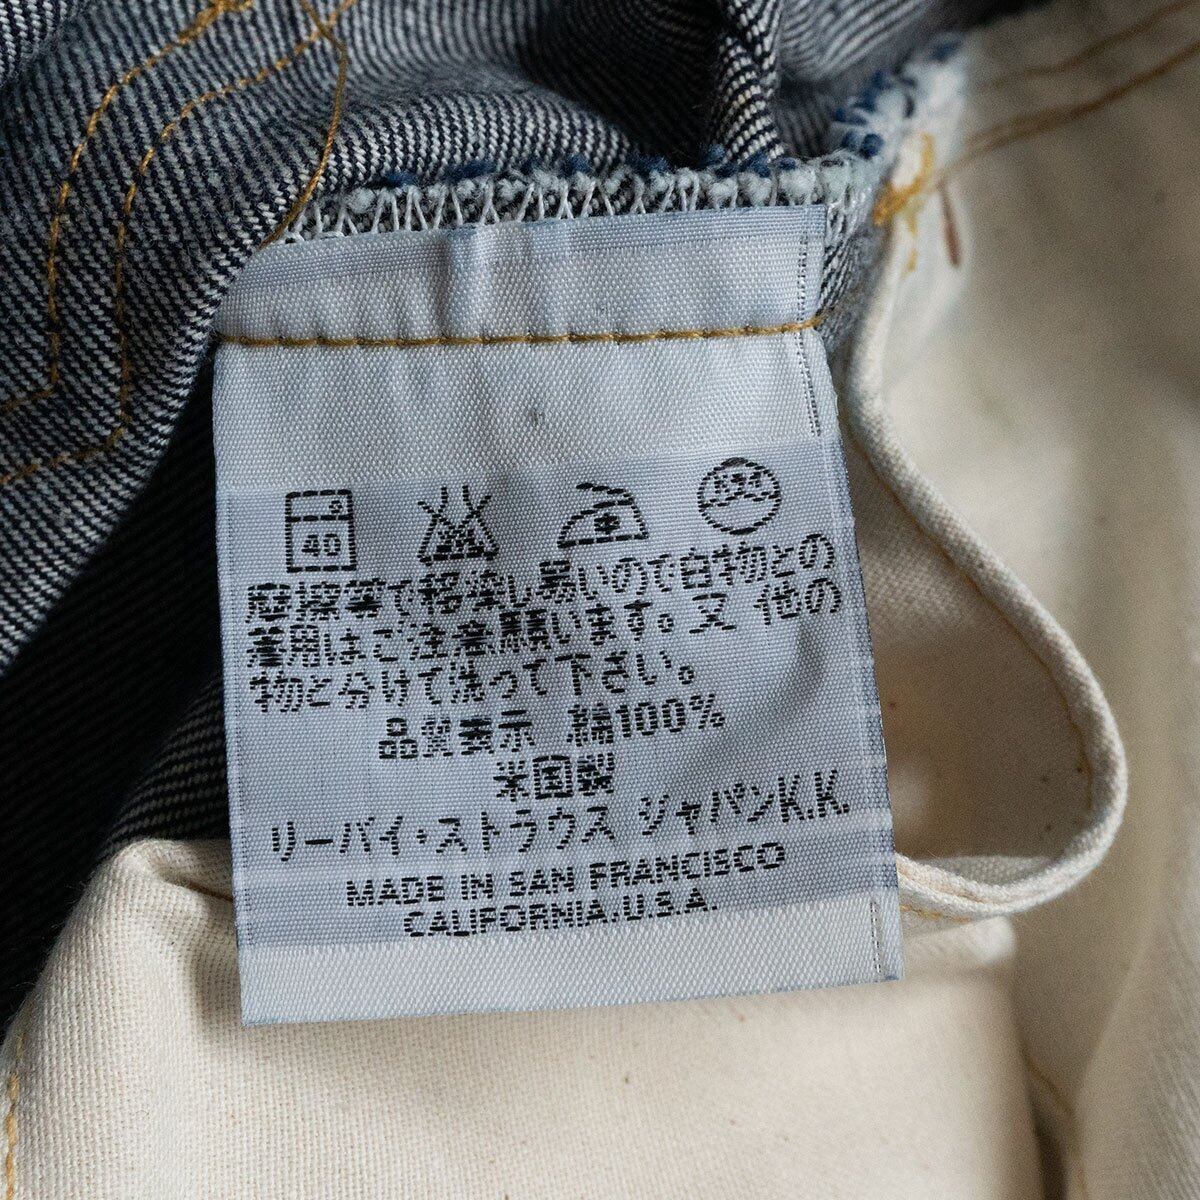 40
摩擦等で移染し易いので白物との
着用はご注意願います。又 他の
物と分けて洗って下さい。
品質表示 綿100%
米国製
リーバイ・ストラウス ジャパンK.K.
MADE IN SAN FRANCISCO
CALIFORNIA.U.S.A.